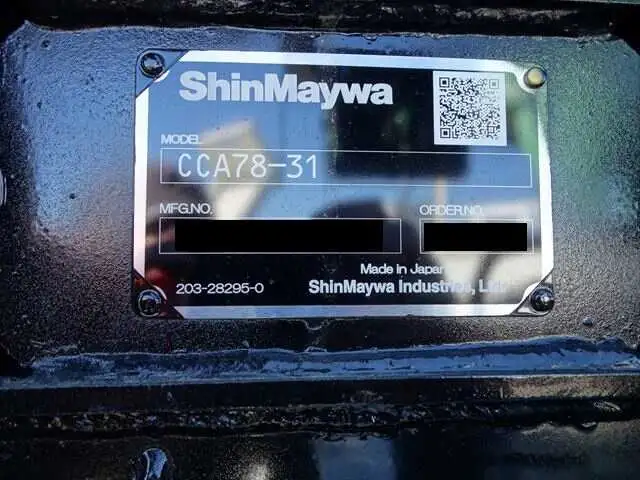 ShinMaywa
MODEL
CCA78-31
MFG.NO.
ORDER.NO.
Made in Japan
203-28295-0
ShinMaywa Industries, Ltd.